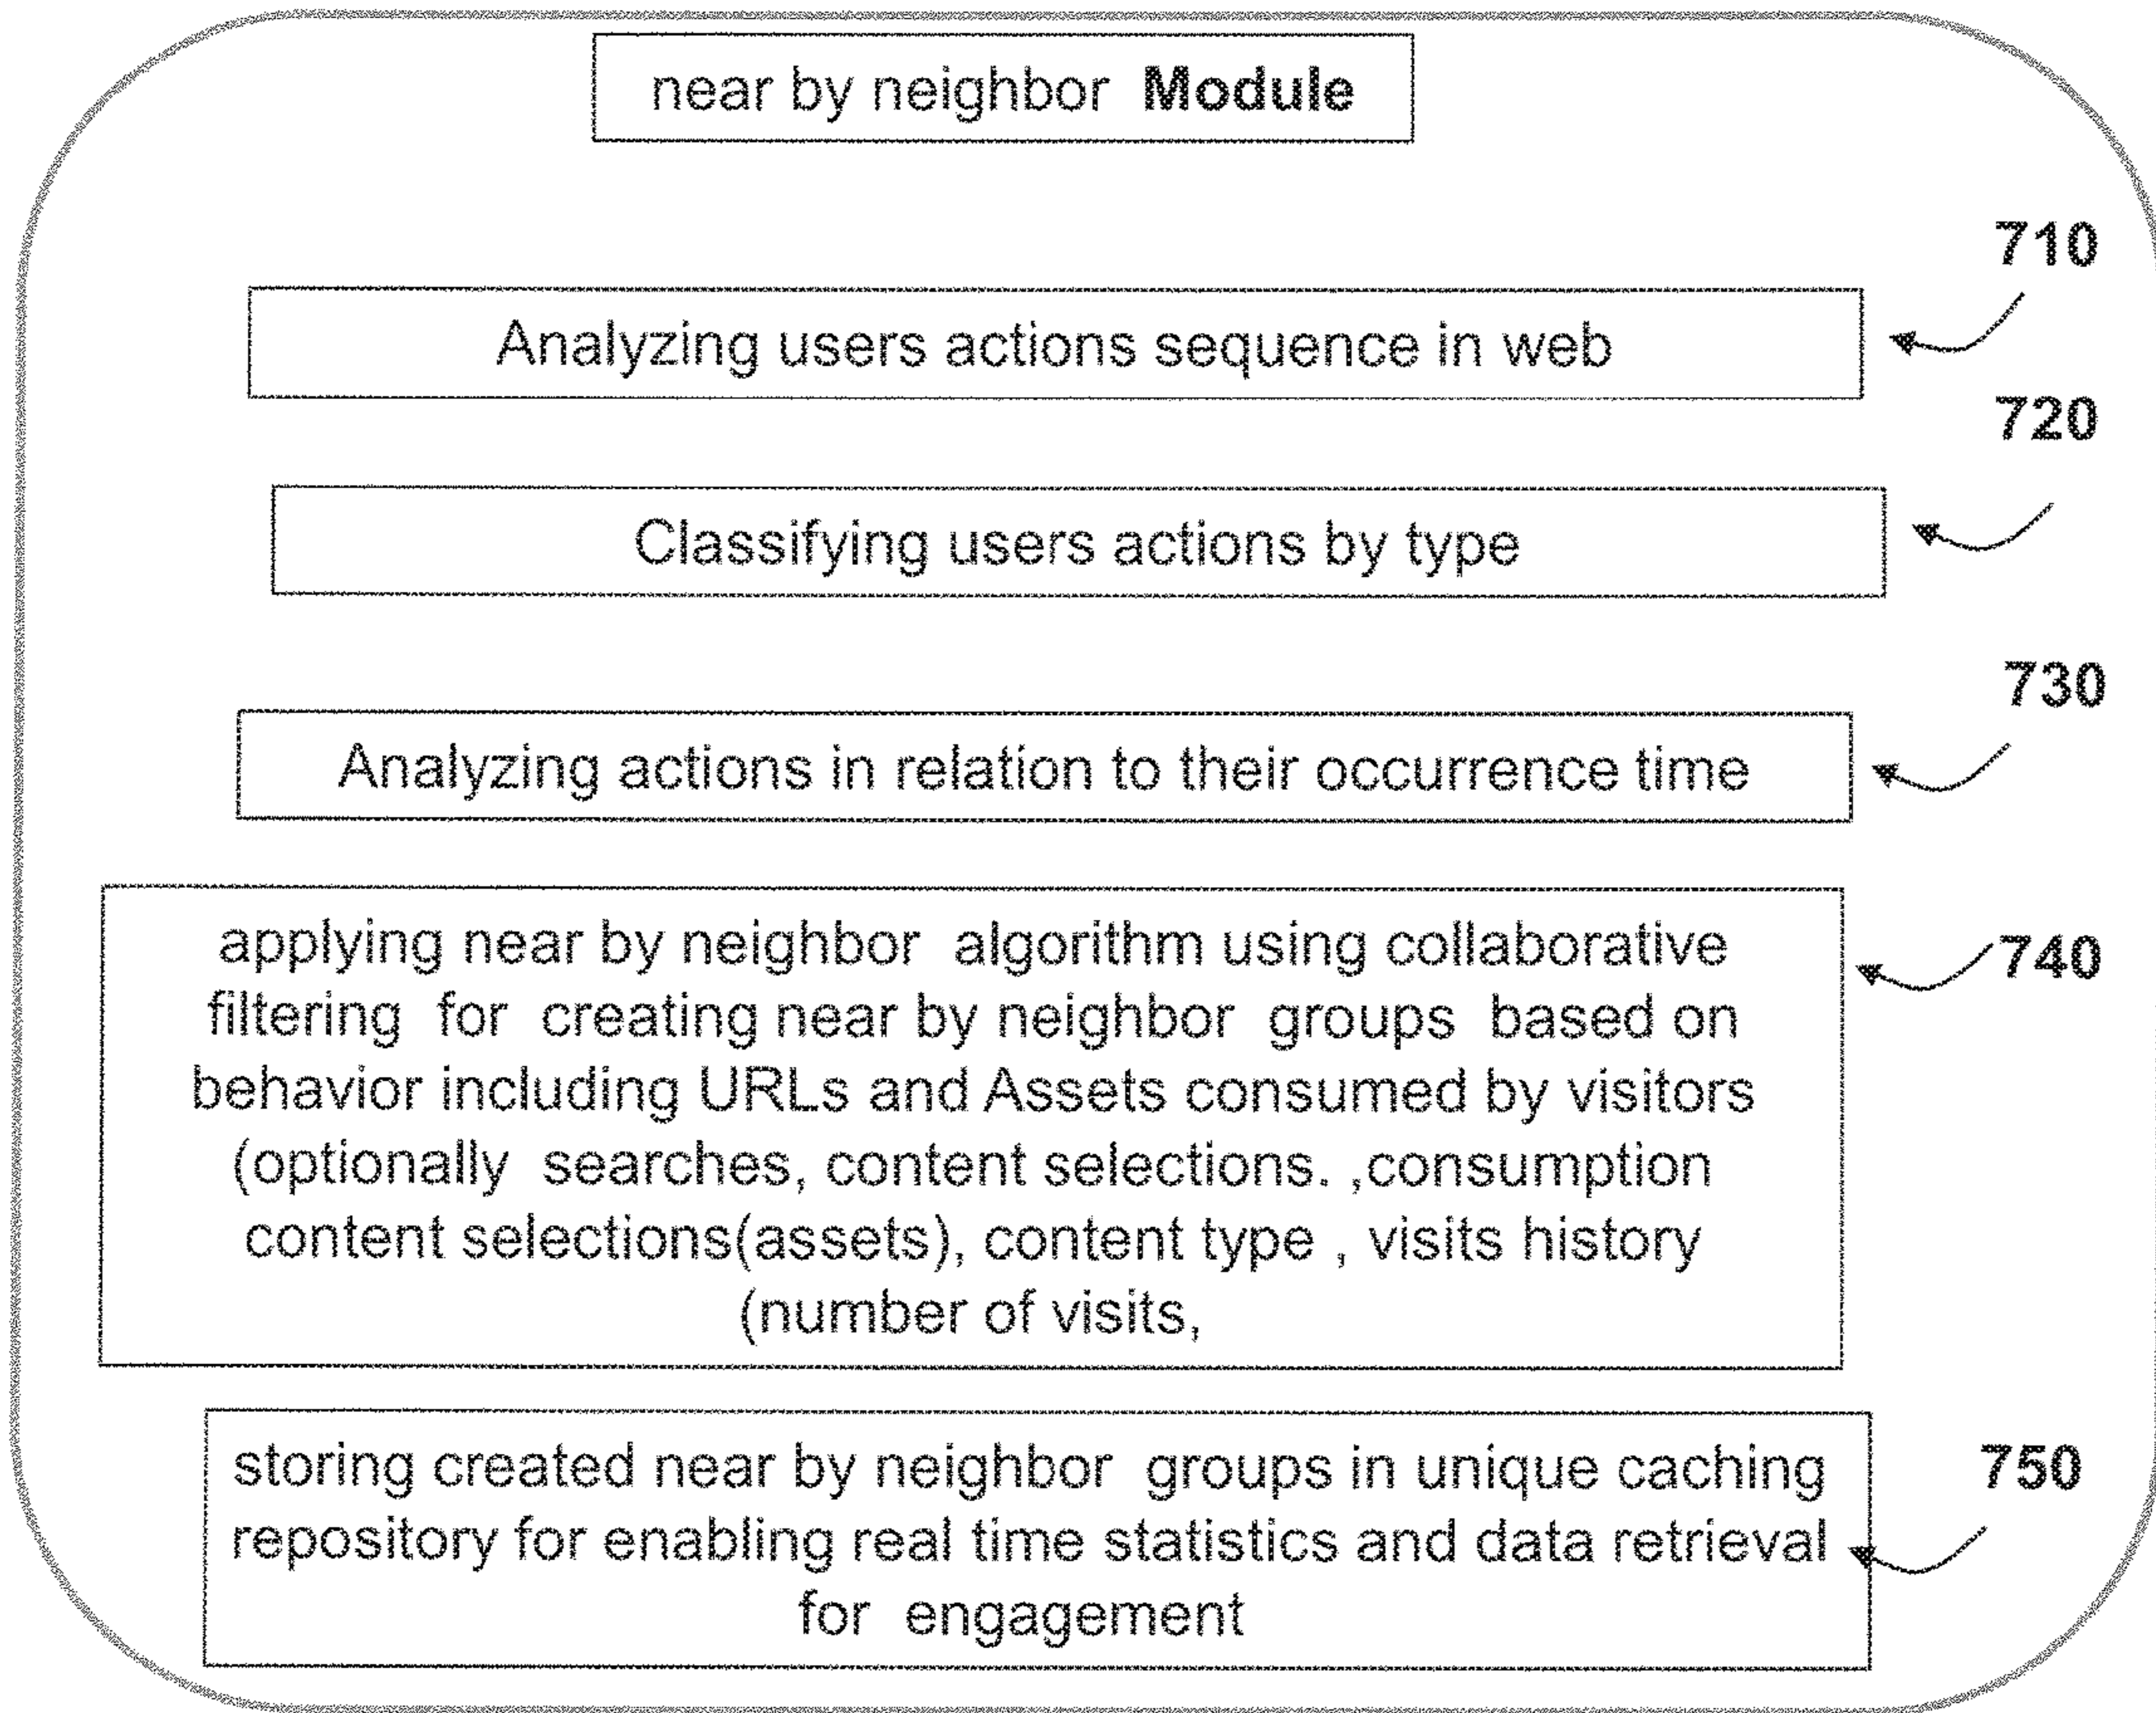 near by neighbor Module
710
Analyzing users actions sequence in web
720
Classifying users actions by type
730
Analyzing actions in relation to their occurrence time
740
applying near by neighbor algorithm using collaborative
filtering for creating near by neighbor groups based on
behavior including URLs and Assets consumed by visitors
(optionally searches, content selections. ,consumption
content selections(assets), content type , visits history
(number of visits,
750
storing created near by neighbor groups in unique caching
repository for enabling real time statistics and data retrieval
for engagement